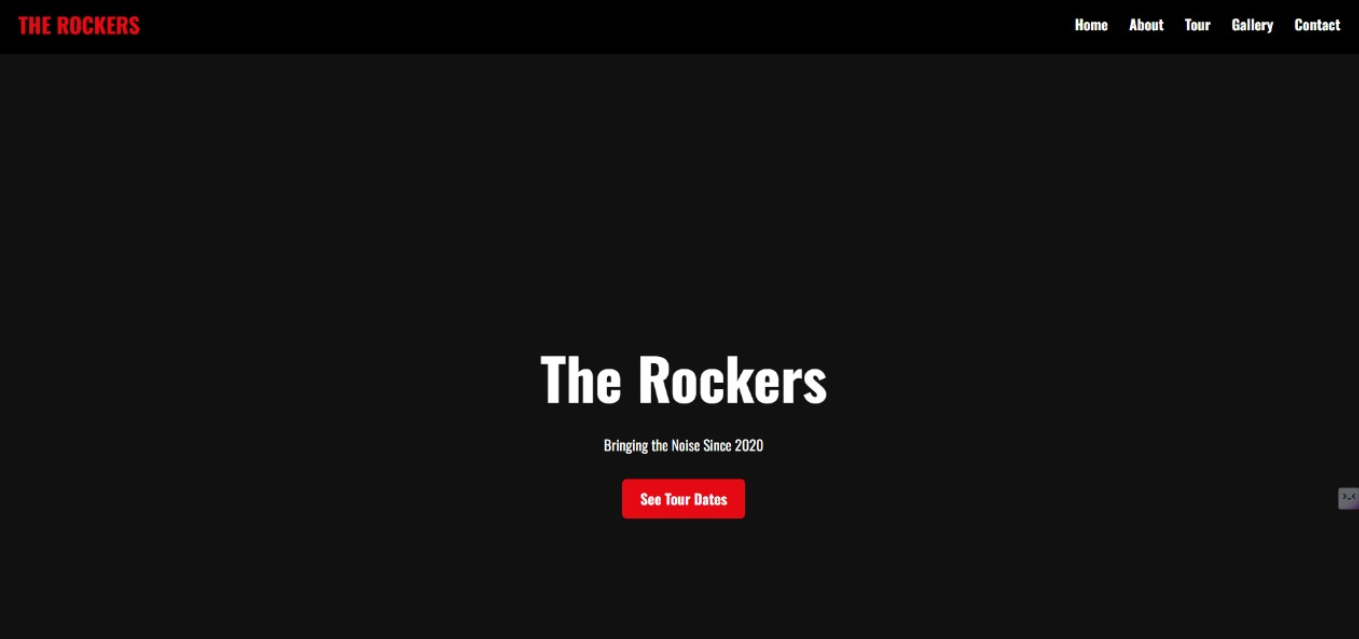 THE ROCKERS
Home About Tour Gallery Contact
The Rockers
Bringing the Noise Since 2020
See Tour Dates